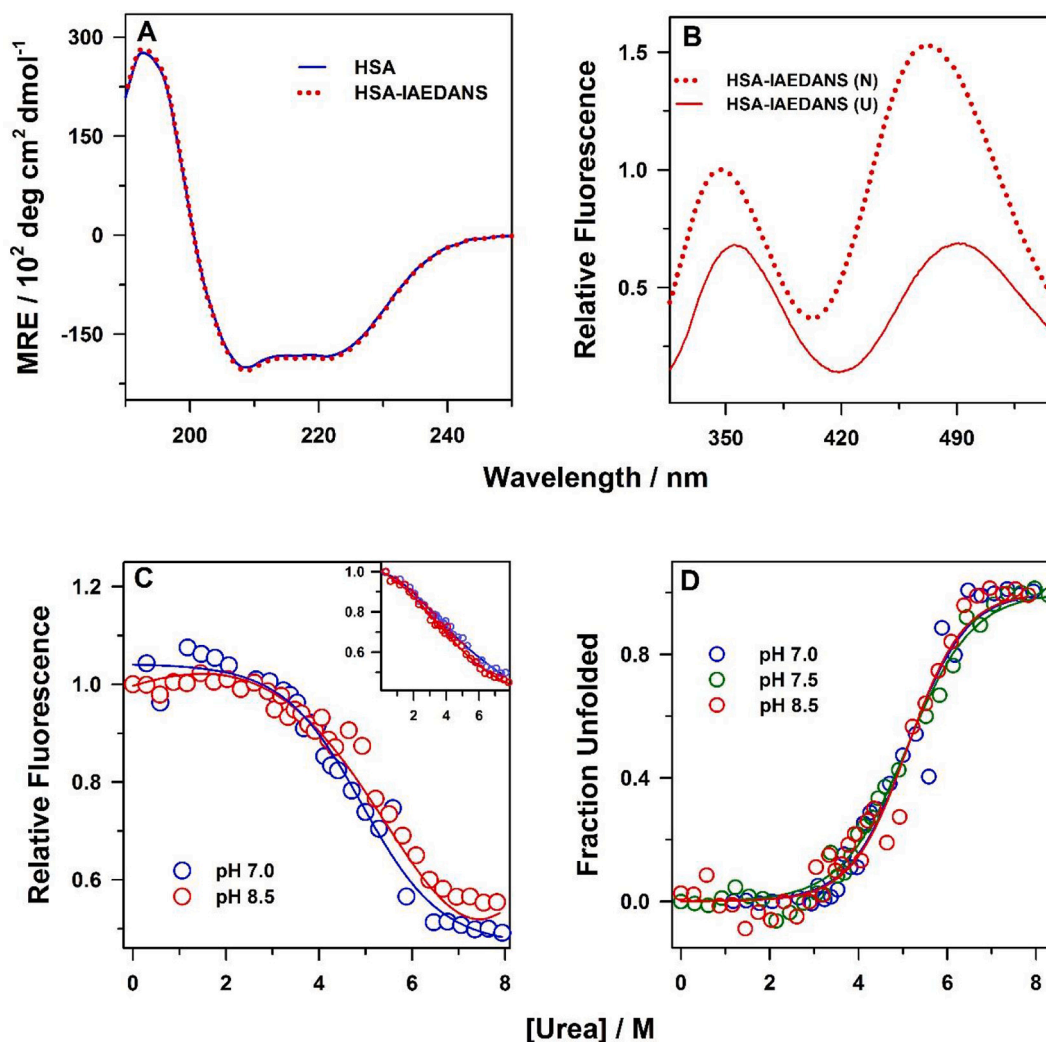 A
MRE / 10² deg cm² dmol⁻¹
300
150
0
-150
200
220
240
HSA
HSA-IAEDANS
B
Relative Fluorescence
1.5
1.0
0.5
350
420
490
HSA-IAEDANS (N)
HSA-IAEDANS (U)
Wavelength / nm
C
Relative Fluorescence
1.2
1.0
0.8
0.6
0
2
4
6
8
pH 7.0
pH 8.5
1.0
0.8
0.6
0.5
2
4
6
D
Fraction Unfolded
0.8
0.4
0.0
0
2
4
6
8
pH 7.0
pH 7.5
pH 8.5
[Urea] / M